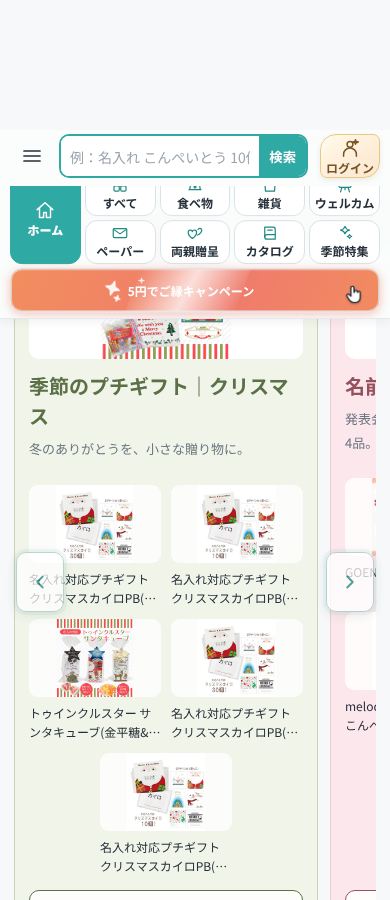 例：名入れ こんぺいとう 10個
検索
ログイン
ホーム
すべて
食べ物
雑貨
ウェルカム
ペーパー
両親贈呈
カタログ
季節特集
5円でご縁キャンペーン
季節のプチギフト｜クリスマ
ス
冬のありがとうを、小さな贈り物に。
名入れ対応プチギフト
クリスマスカイロPB(…
名入れ対応プチギフト
クリスマスカイロPB(…
トゥインクルスター サ
ンタキューブ(金平糖&…
名入れ対応プチギフト
クリスマスカイロPB(…
名入れ対応プチギフト
クリスマスカイロPB(…
名前
発表会
4品。
GOEN
melod
こんぺ